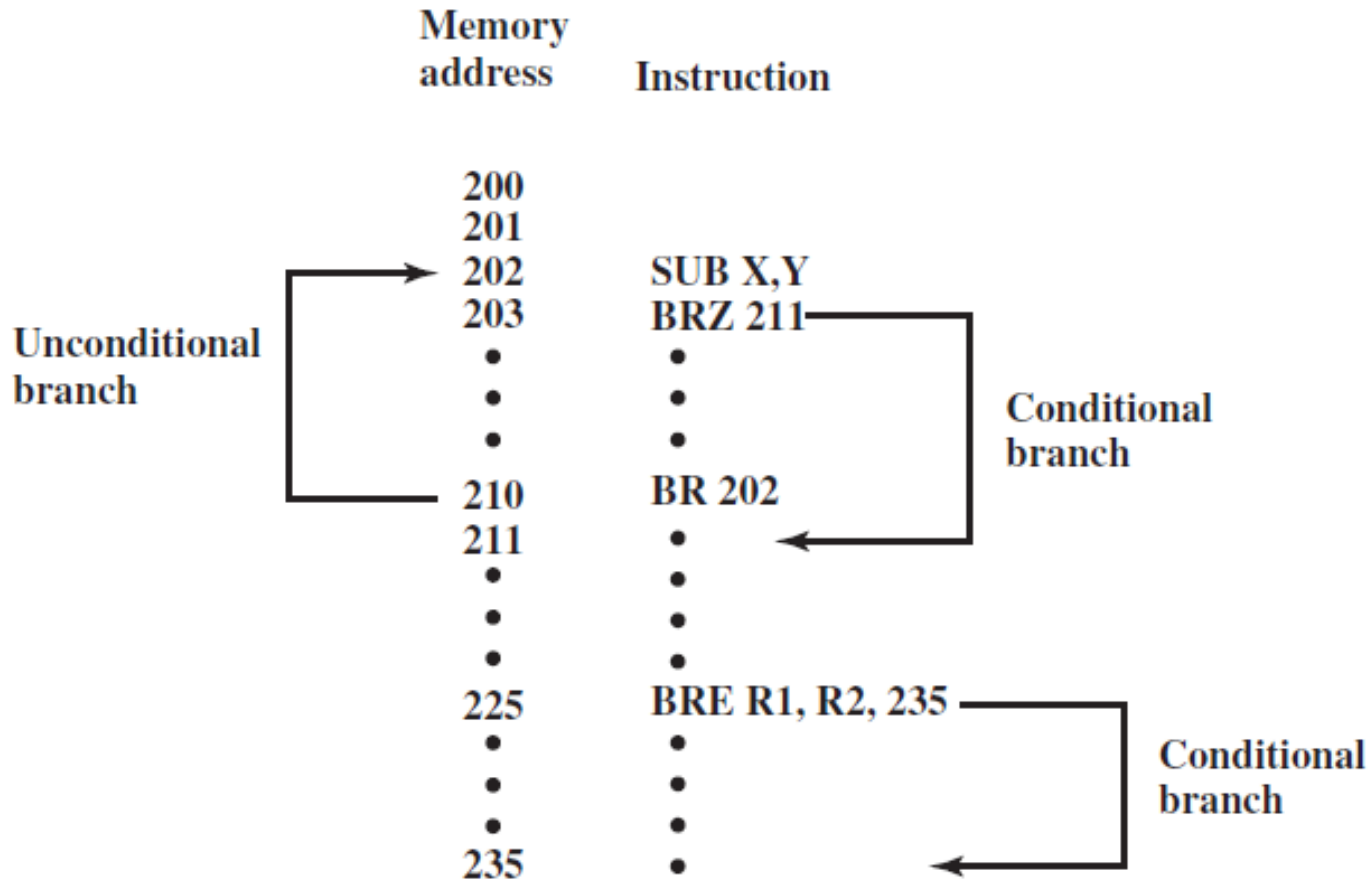 Memory
address Instruction
200
201
202 SUB X,Y
203 BRZ 211
Unconditional
branch
Conditional
branch
210 BR 202
211
225 BRE R1, R2, 235
Conditional
branch
235